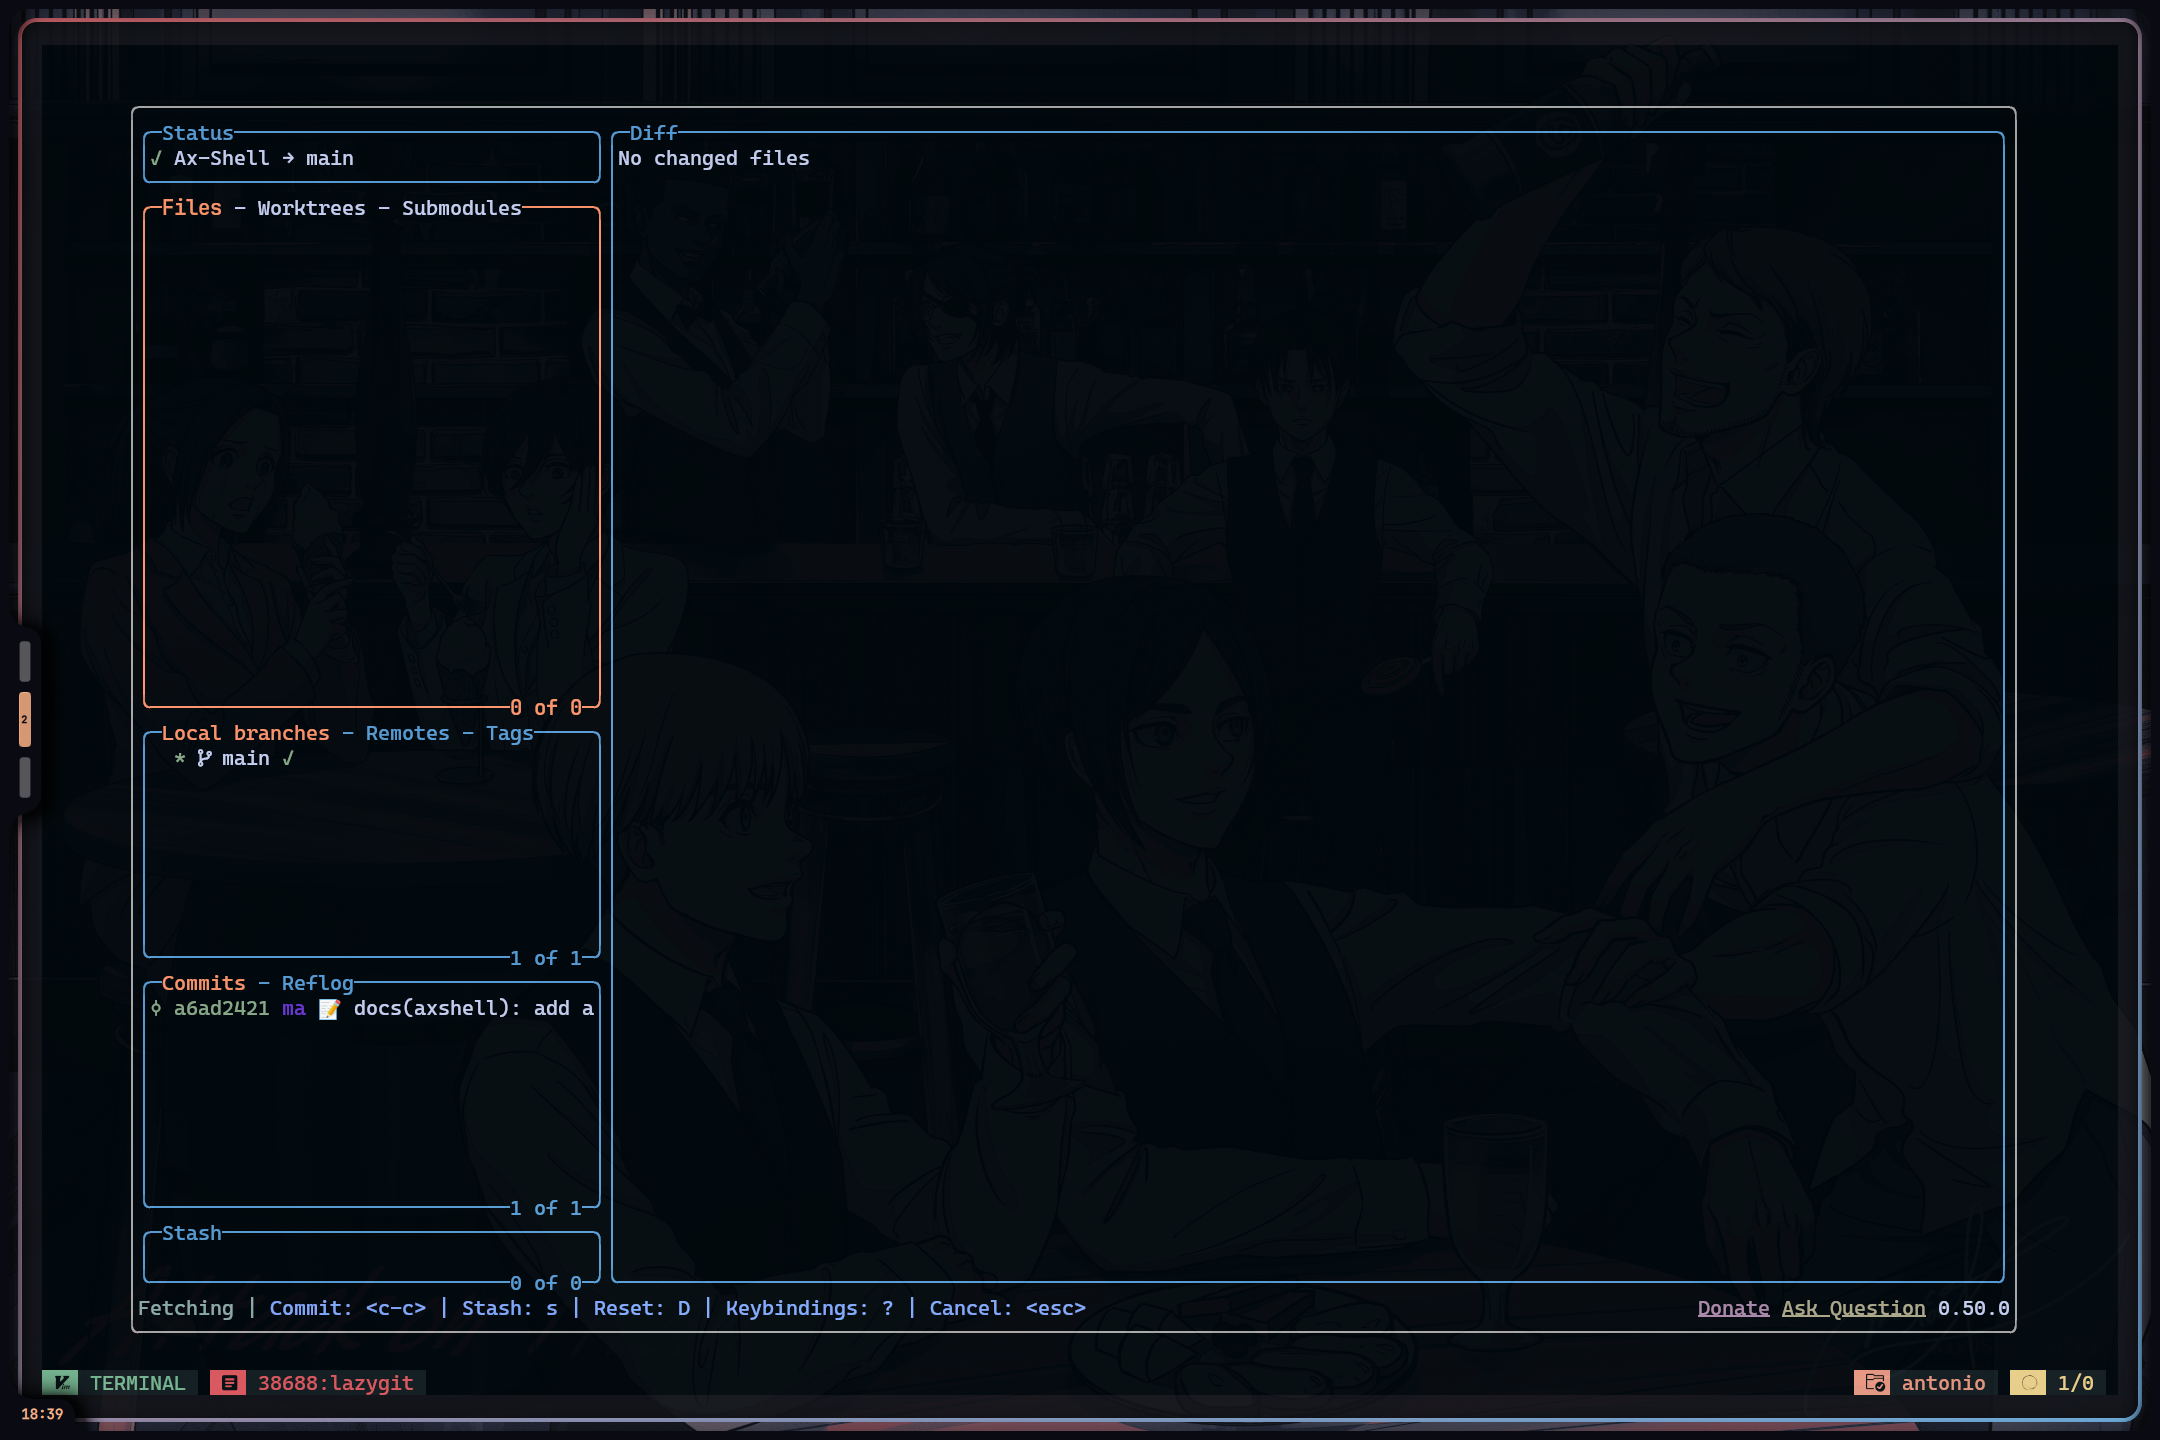 Status
✓ Ax-Shell → main
Files - Worktrees - Submodules
0 of 0
Local branches - Remotes - Tags
* main ✓
1 of 1
Commits - Reflog
a6ad2421 ma 📝 docs(axshell): add a
1 of 1
Stash
0 of 0
Diff
No changed files
Fetching | Commit: <c-c> | Stash: s | Reset: D | Keybindings: ? | Cancel: <esc>
Donate Ask Question 0.50.0
TERMINAL 38688:lazygit
antonio 1/0
2
18:39